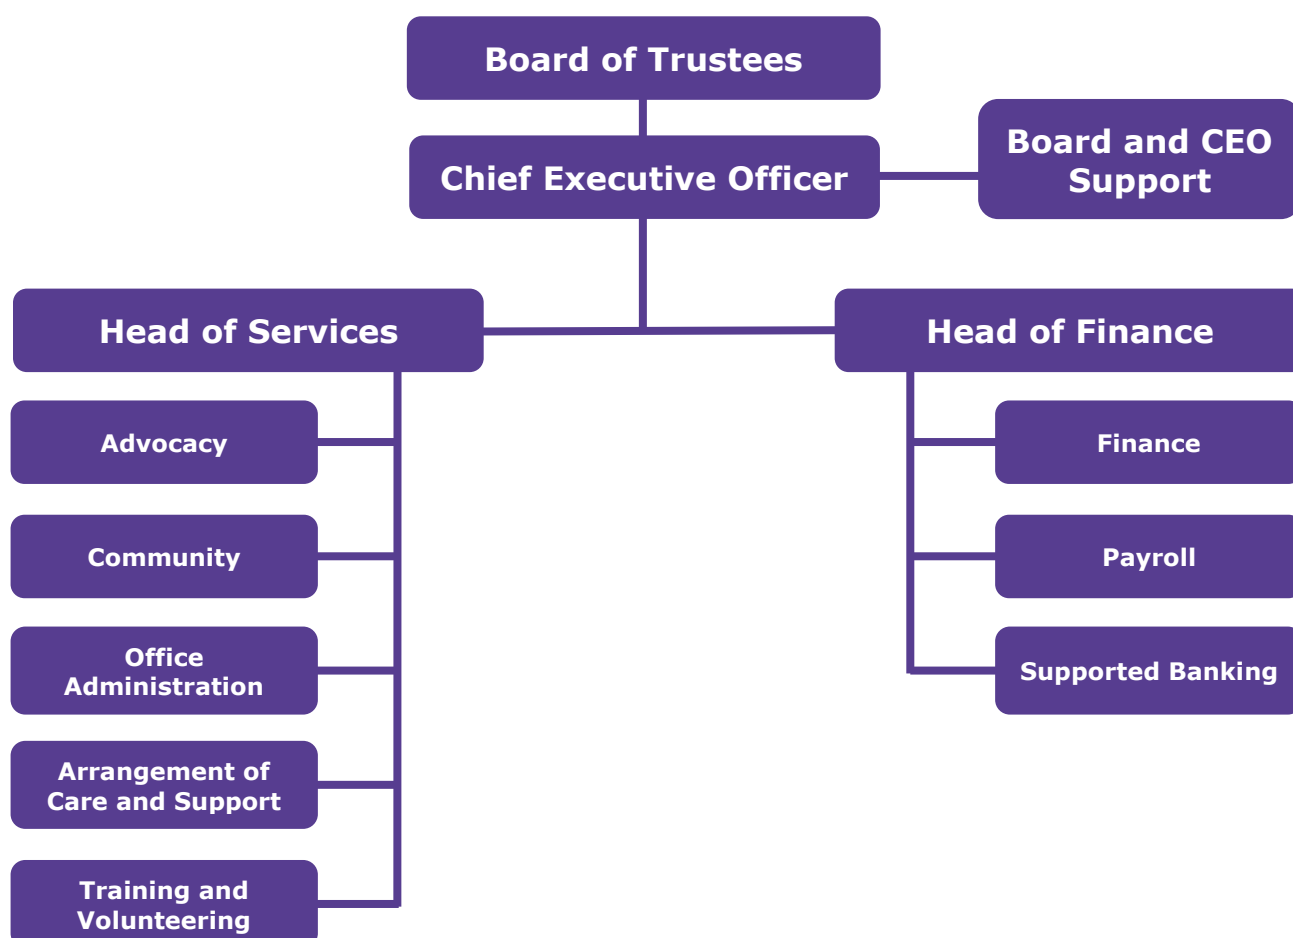 Board of Trustees
Chief Executive Officer
Board and CEO
Support
Head of Services
Head of Finance
Advocacy
Community
Office
Administration
Arrangement of
Care and Support
Training and
Volunteering
Finance
Payroll
Supported Banking